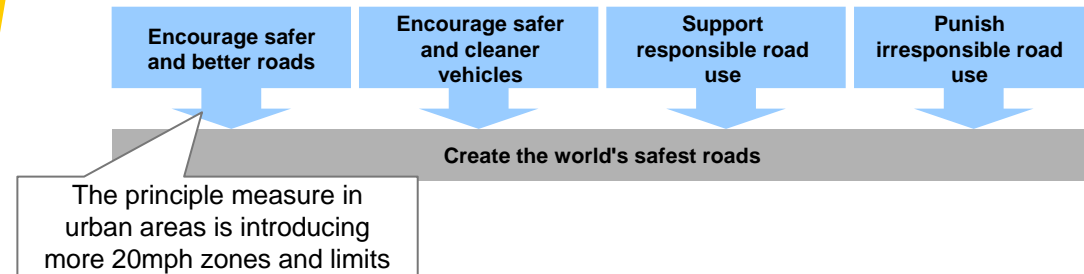 Encourage safer
and better roads
Encourage safer
and cleaner
vehicles
Support
responsible road
use
Punish
irresponsible road
use
Create the world's safest roads
The principle measure in
urban areas is introducing
more 20mph zones and limits